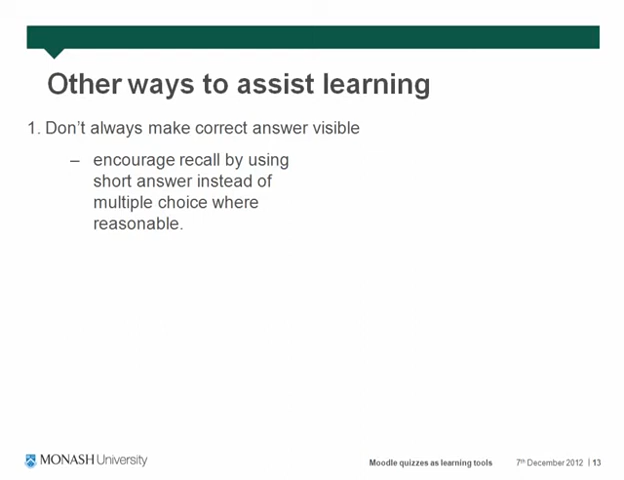 Other ways to assist learning
1. Don't always make correct answer visible
– encourage recall by using
short answer instead of
multiple choice where
reasonable.
MONASH University
Moodle quizzes as learning tools 7th December 2012 | 13